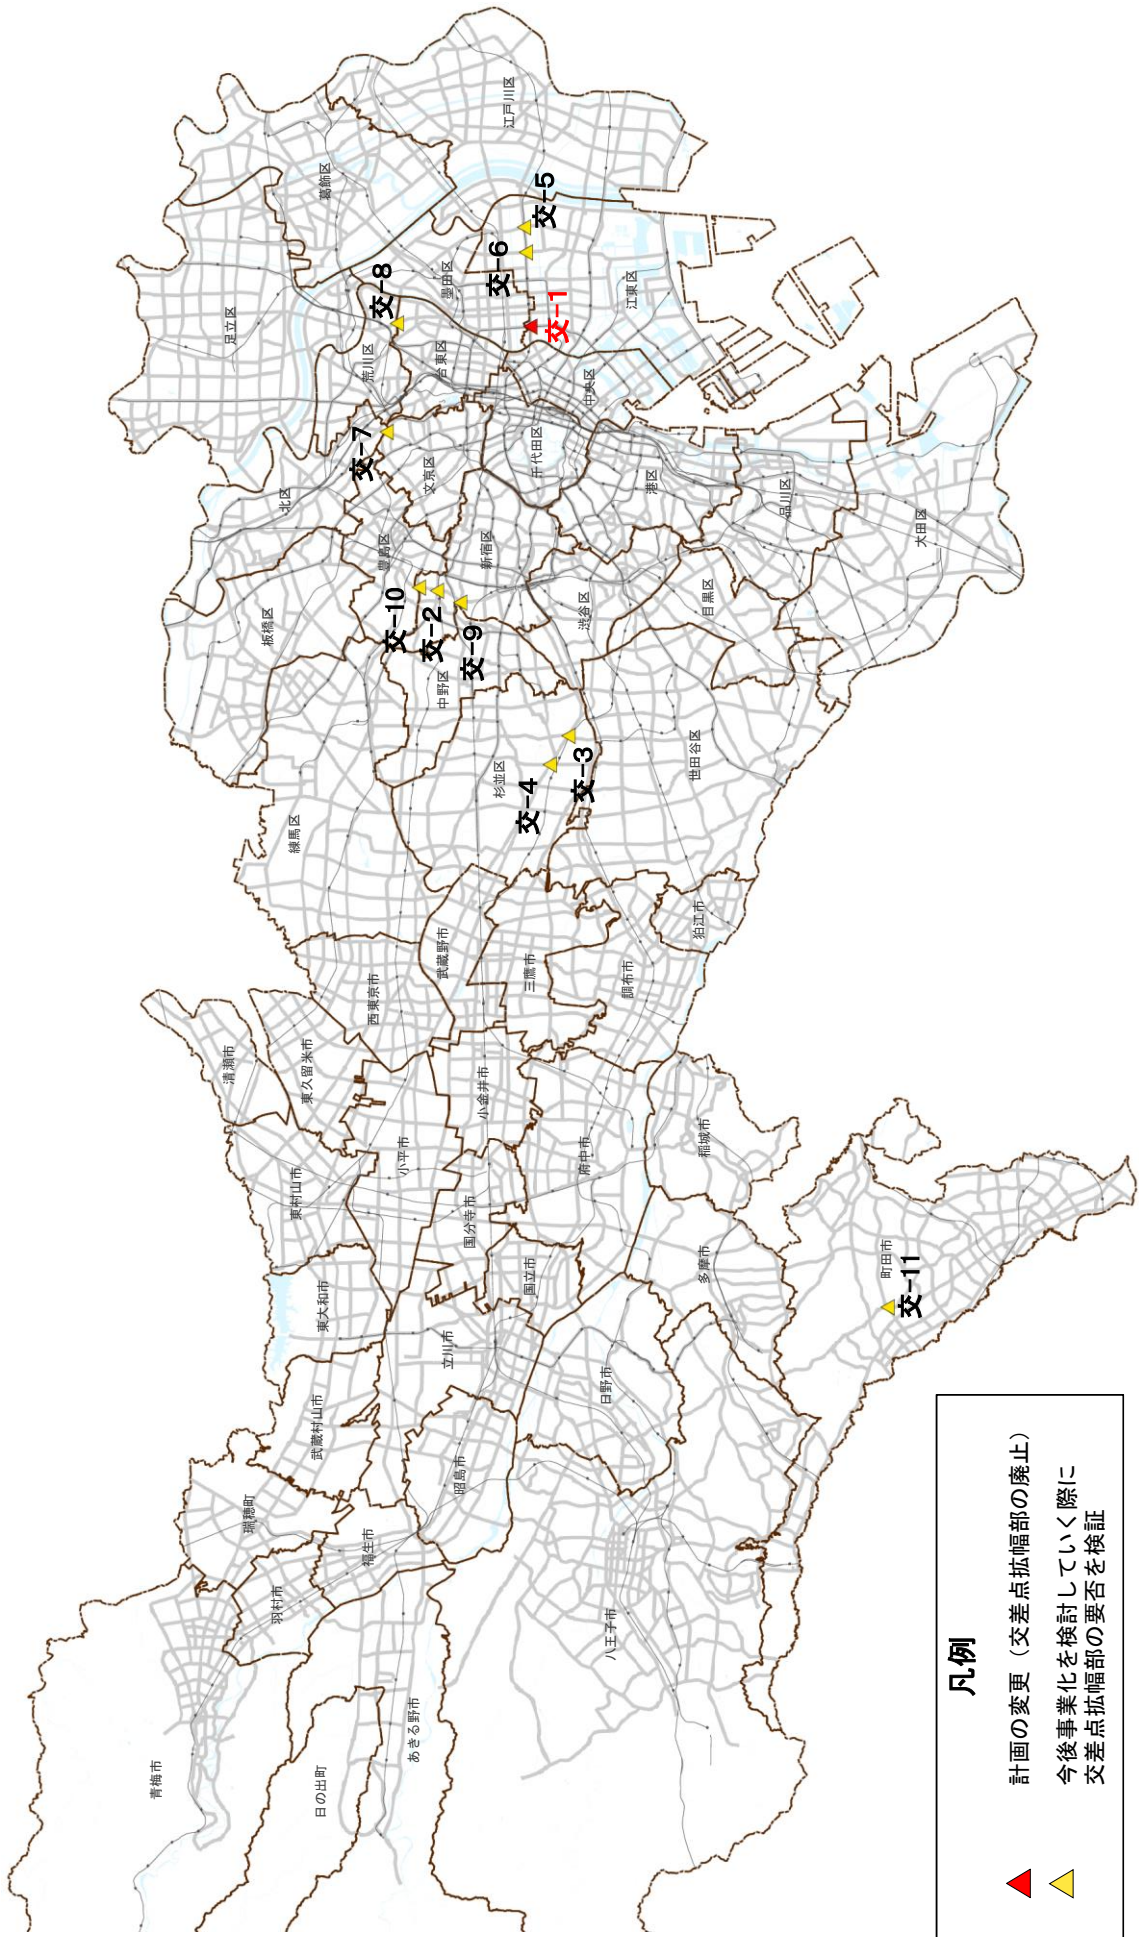 青梅市
日の出町
あきる野市
羽村市
瑞穂町
福生市
八王子市
昭島市
武蔵村山市
東大和市
立川市
日野市
国立市
多摩市
町田市
交-11
東村山市
小平市
国分寺市
府中市
稲城市
清瀬市
東久留米市
小金井市
西東京市
武蔵野市
三鷹市
調布市
狛江市
練馬区
杉並区
世田谷区
交-4
交-3
板橋区
中野区
交-10
交-2
交-9
豊島区
新宿区
渋谷区
目黒区
北区
文京区
千代田区
港区
品川区
大田区
交-7
足立区
荒川区
台東区
中央区
交-8
墨田区
交-6
交-5
交-1
江東区
葛飾区
江戸川区
凡例
計画の変更（交差点拡幅部の廃止）
今後事業化を検討していく際に
交差点拡幅部の要否を検証